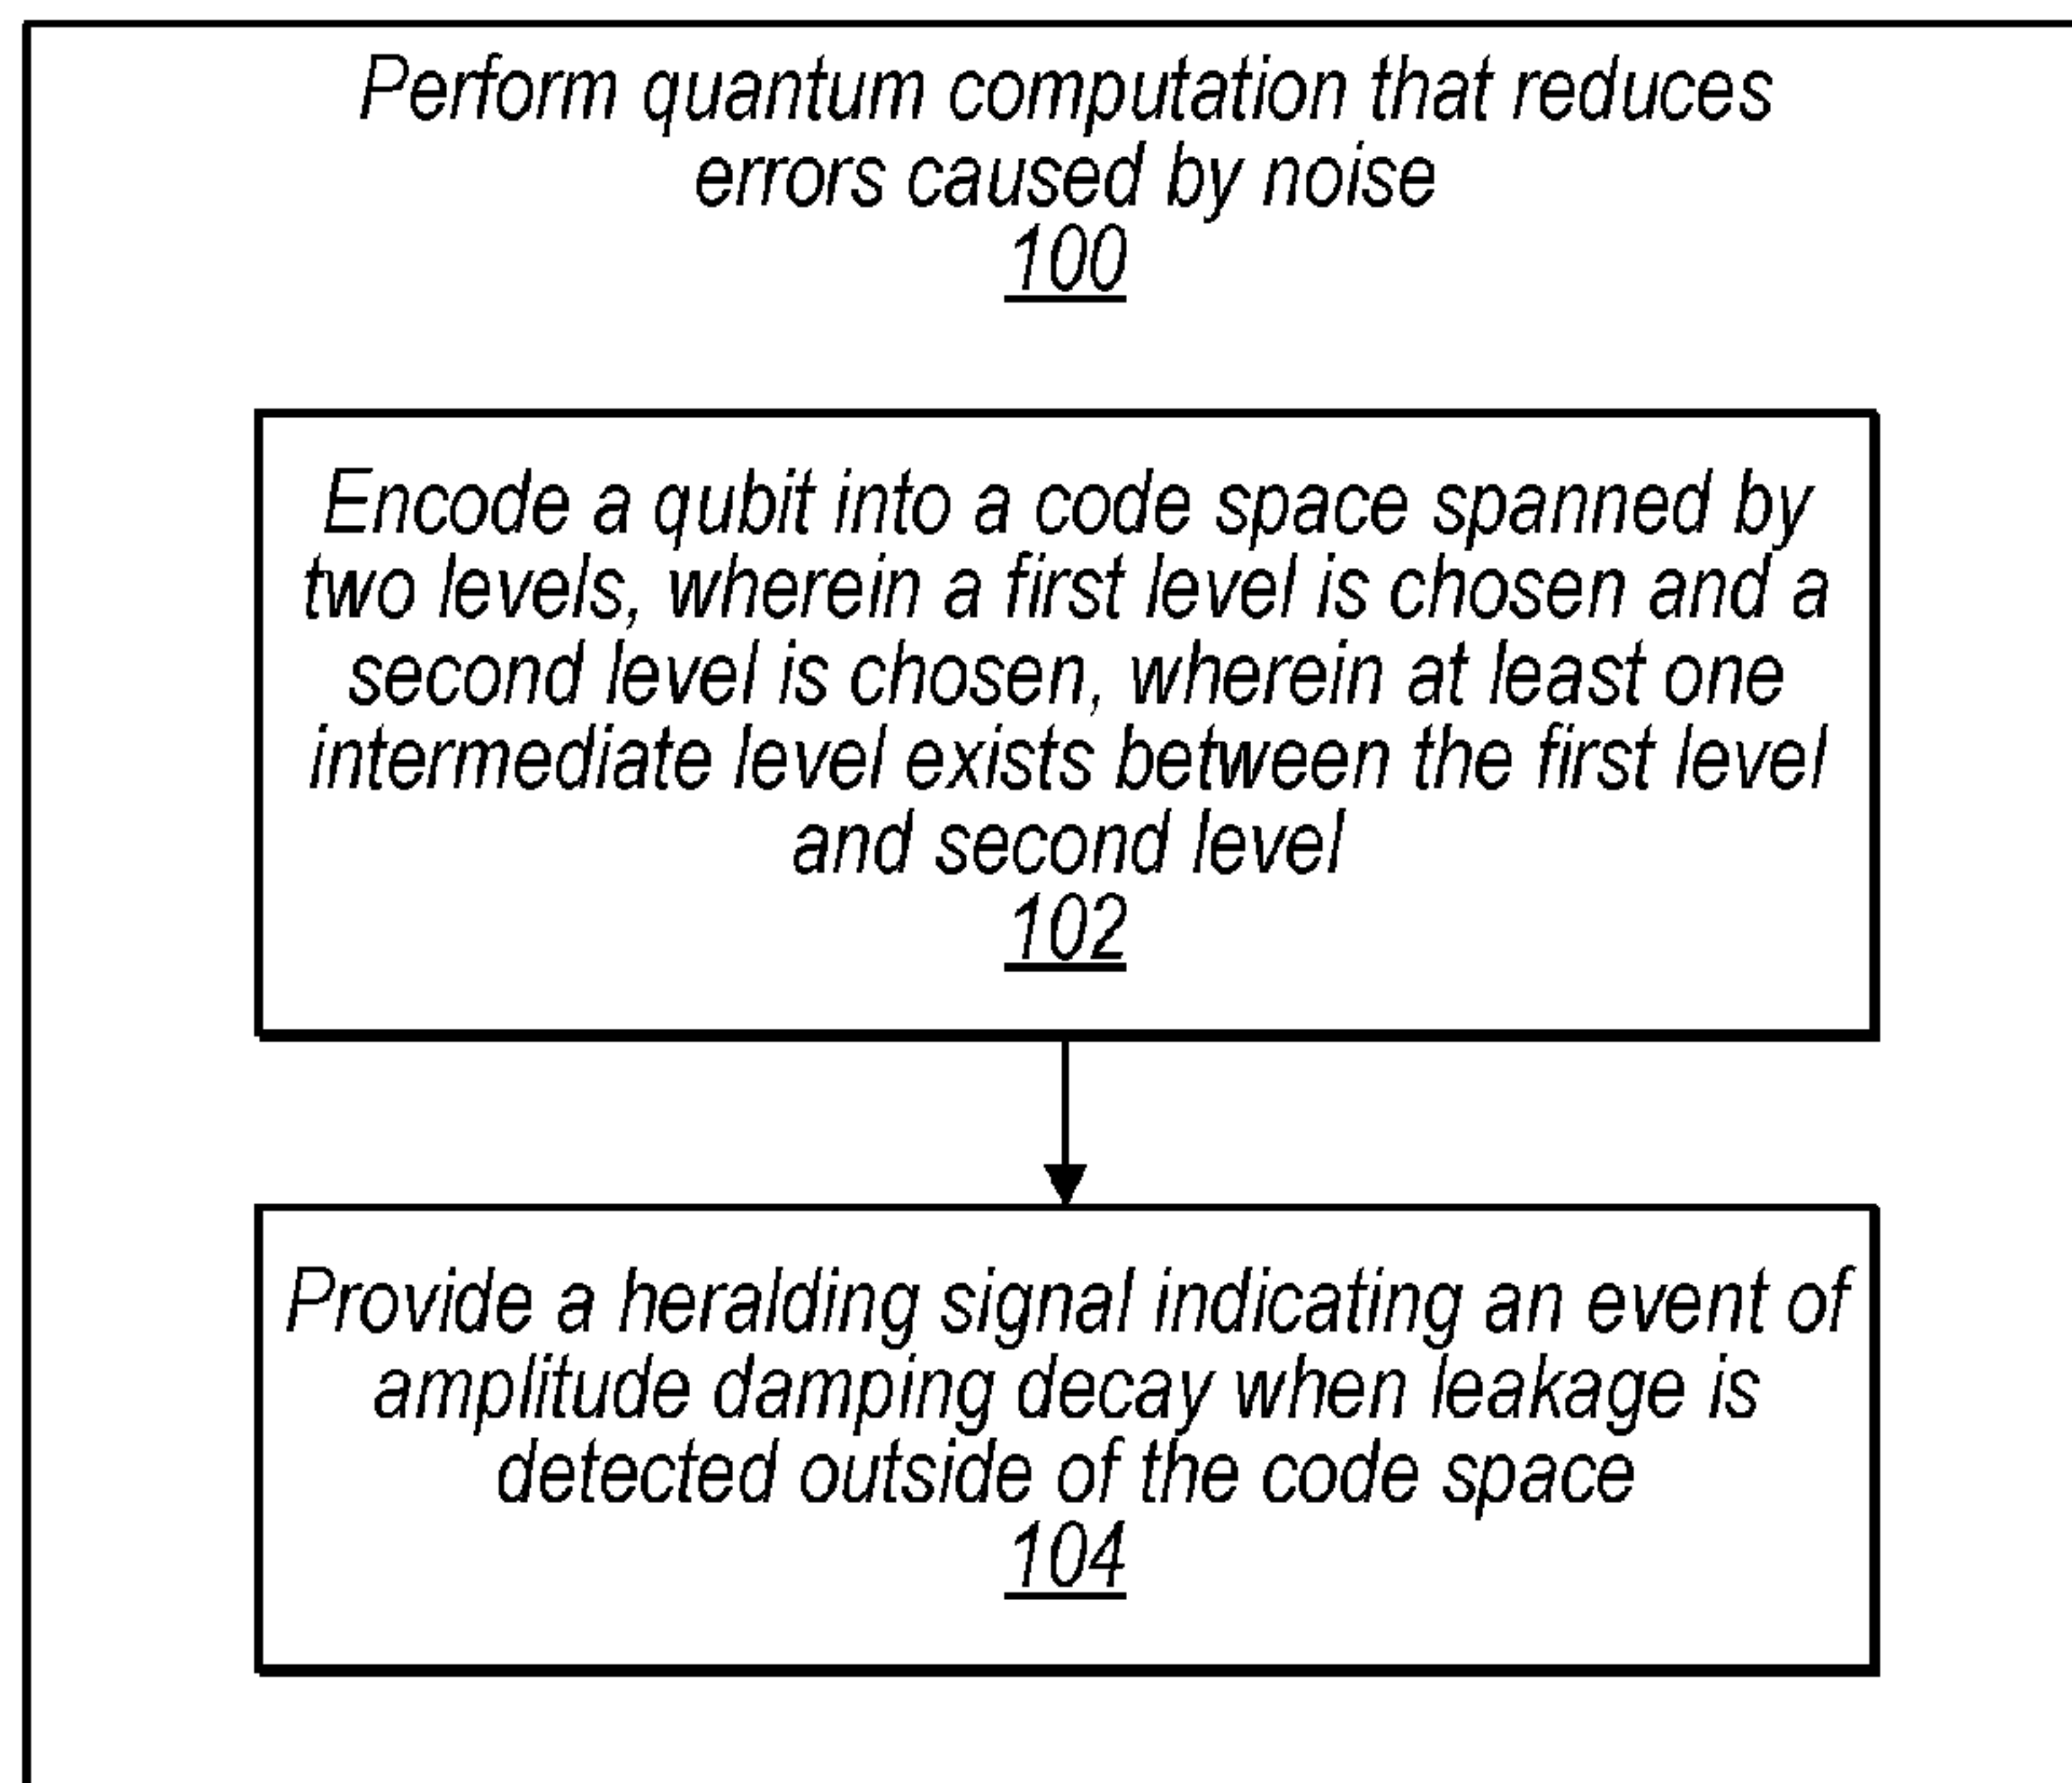 Perform quantum computation that reduces
errors caused by noise
100
Encode a qubit into a code space spanned by
two levels, wherein a first level is chosen and a
second level is chosen, wherein at least one
intermediate level exists between the first level
and second level
102
Provide a heralding signal indicating an event of
amplitude damping decay when leakage is
detected outside of the code space
104